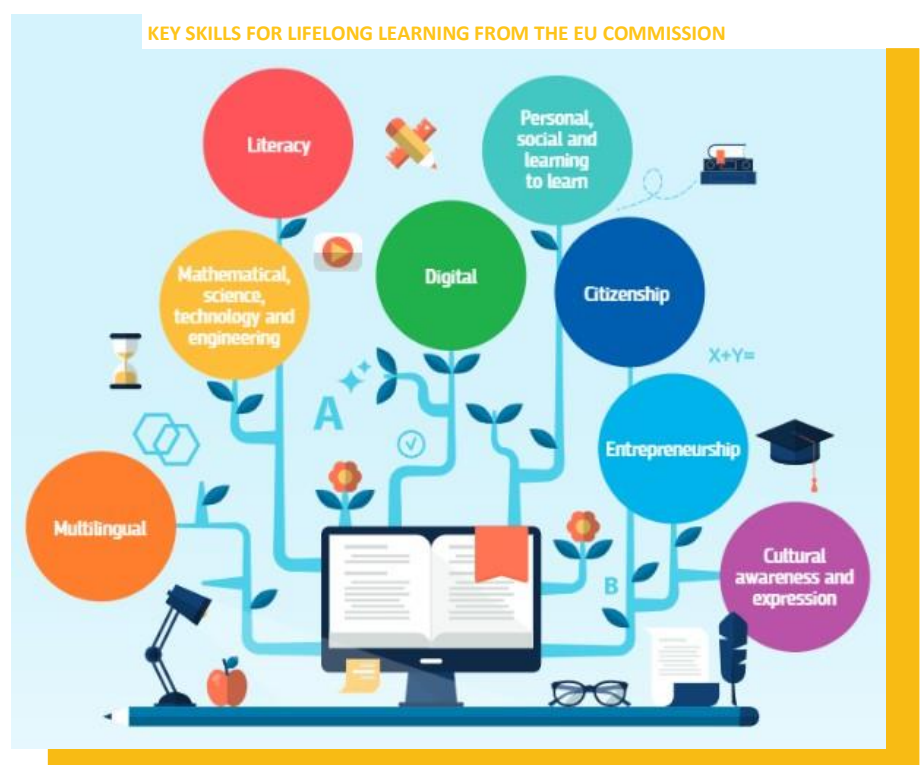 KEY SKILLS FOR LIFELONG LEARNING FROM THE EU COMMISSION
Literacy
Personal,
social and
learning
to learn
Mathematical,
science,
technology and
engineering
Digital
Citizenship
X+Y=
A
Entrepreneurship
Multilingual
Cultural
awareness and
expression
B